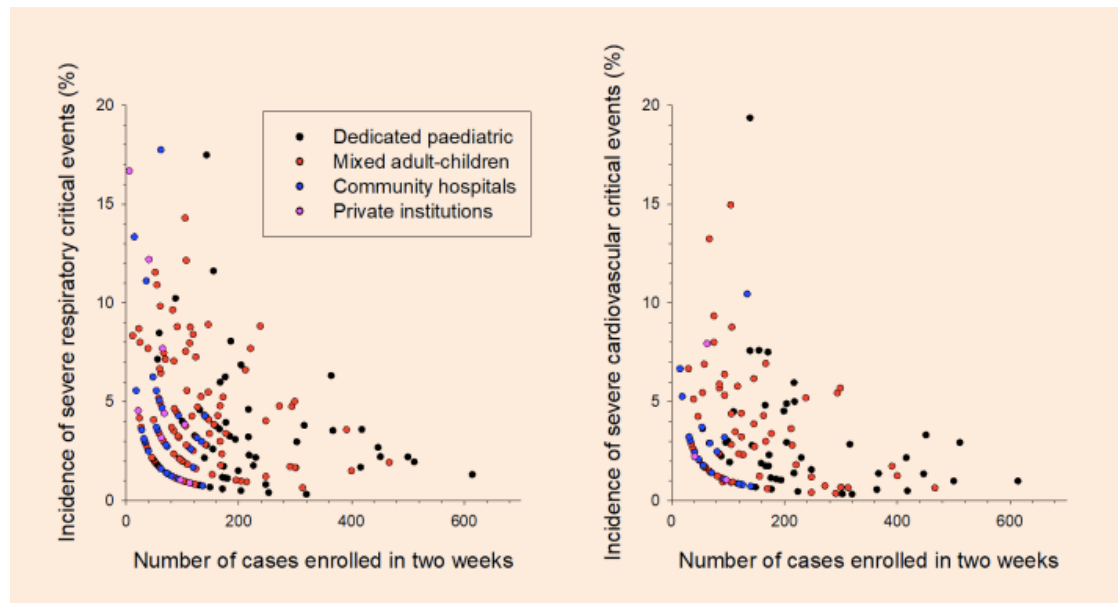 Incidence of severe respiratory critical events (%)
20
15
10
5
0
0
200
400
600
Number of cases enrolled in two weeks
Dedicated paediatric
Mixed adult-children
Community hospitals
Private institutions
Incidence of severe cardiovascular critical events (%)
20
15
10
5
0
0
200
400
600
Number of cases enrolled in two weeks